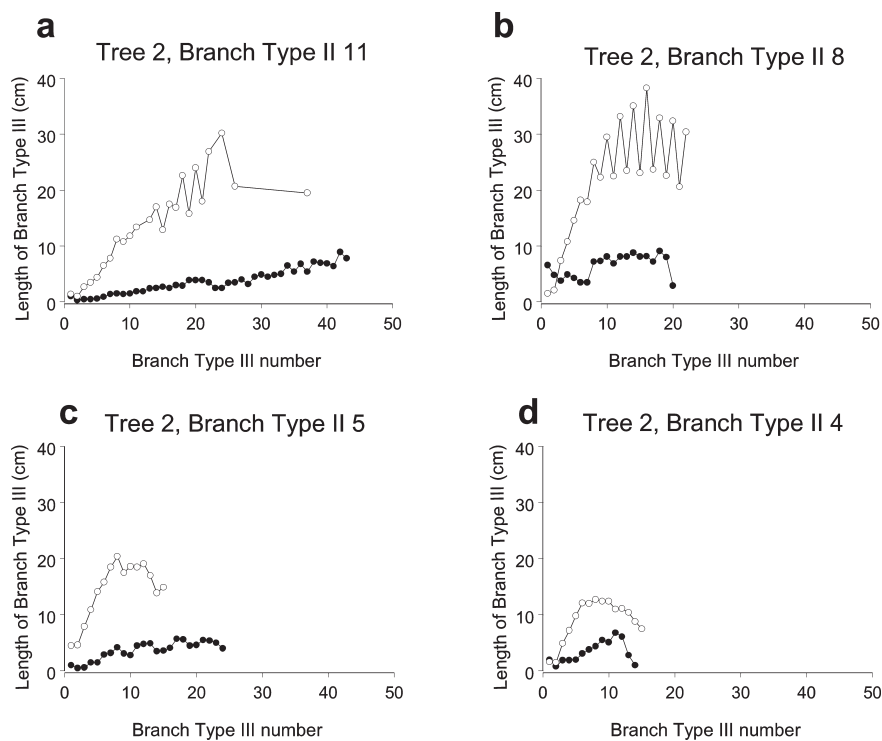 a
Tree 2, Branch Type II 11
Length of Branch Type III (cm)
40
30
20
10
0
0 10 20 30 40 50
Branch Type III number
b
Tree 2, Branch Type II 8
Length of Branch Type III (cm)
40
30
20
10
0
0 10 20 30 40 50
Branch Type III number
c
Tree 2, Branch Type II 5
Length of Branch Type III (cm)
40
30
20
10
0
0 10 20 30 40 50
Branch Type III number
d
Tree 2, Branch Type II 4
Length of Branch Type III (cm)
40
30
20
10
0
0 10 20 30 40 50
Branch Type III number